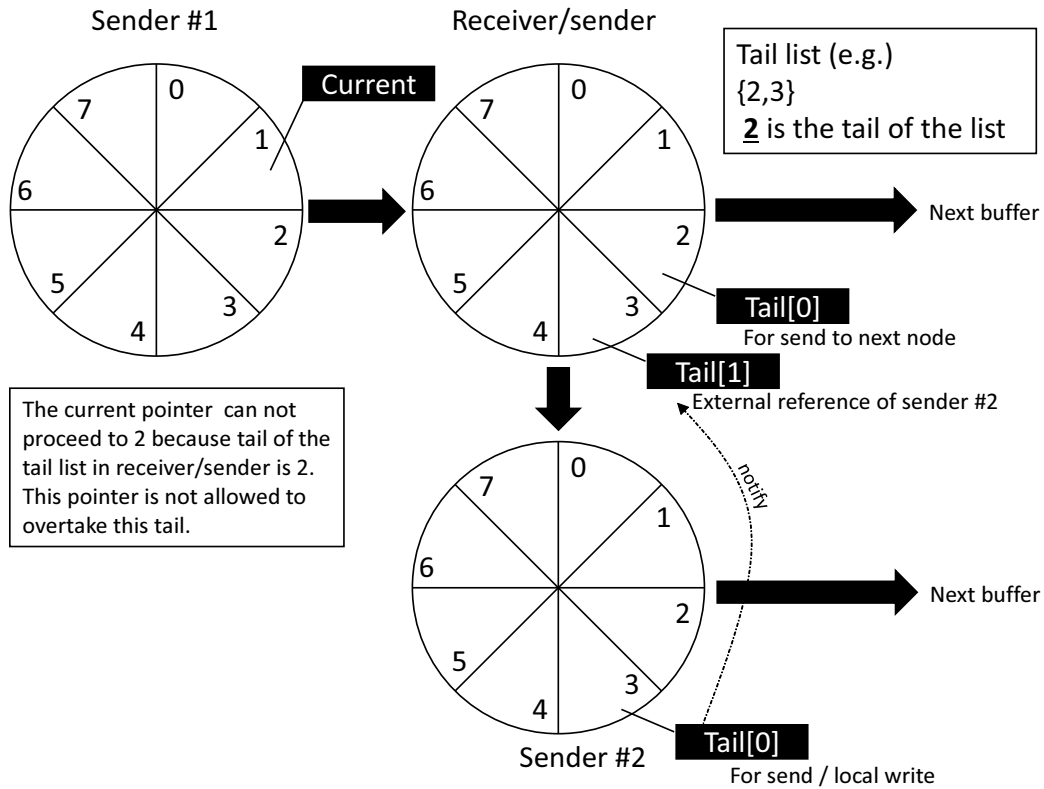 Sender #1
Receiver/sender
Tail list (e.g.)
{2,3}
2 is the tail of the list
Current
0
1
2
3
4
5
6
7
0
1
2
3
4
5
6
7
Next buffer
Tail[0]
For send to next node
Tail[1]
External reference of sender #2
The current pointer can not
proceed to 2 because tail of the
tail list in receiver/sender is 2.
This pointer is not allowed to
overtake this tail.
notify
0
1
2
3
4
5
6
7
Next buffer
Tail[0]
For send / local write
Sender #2